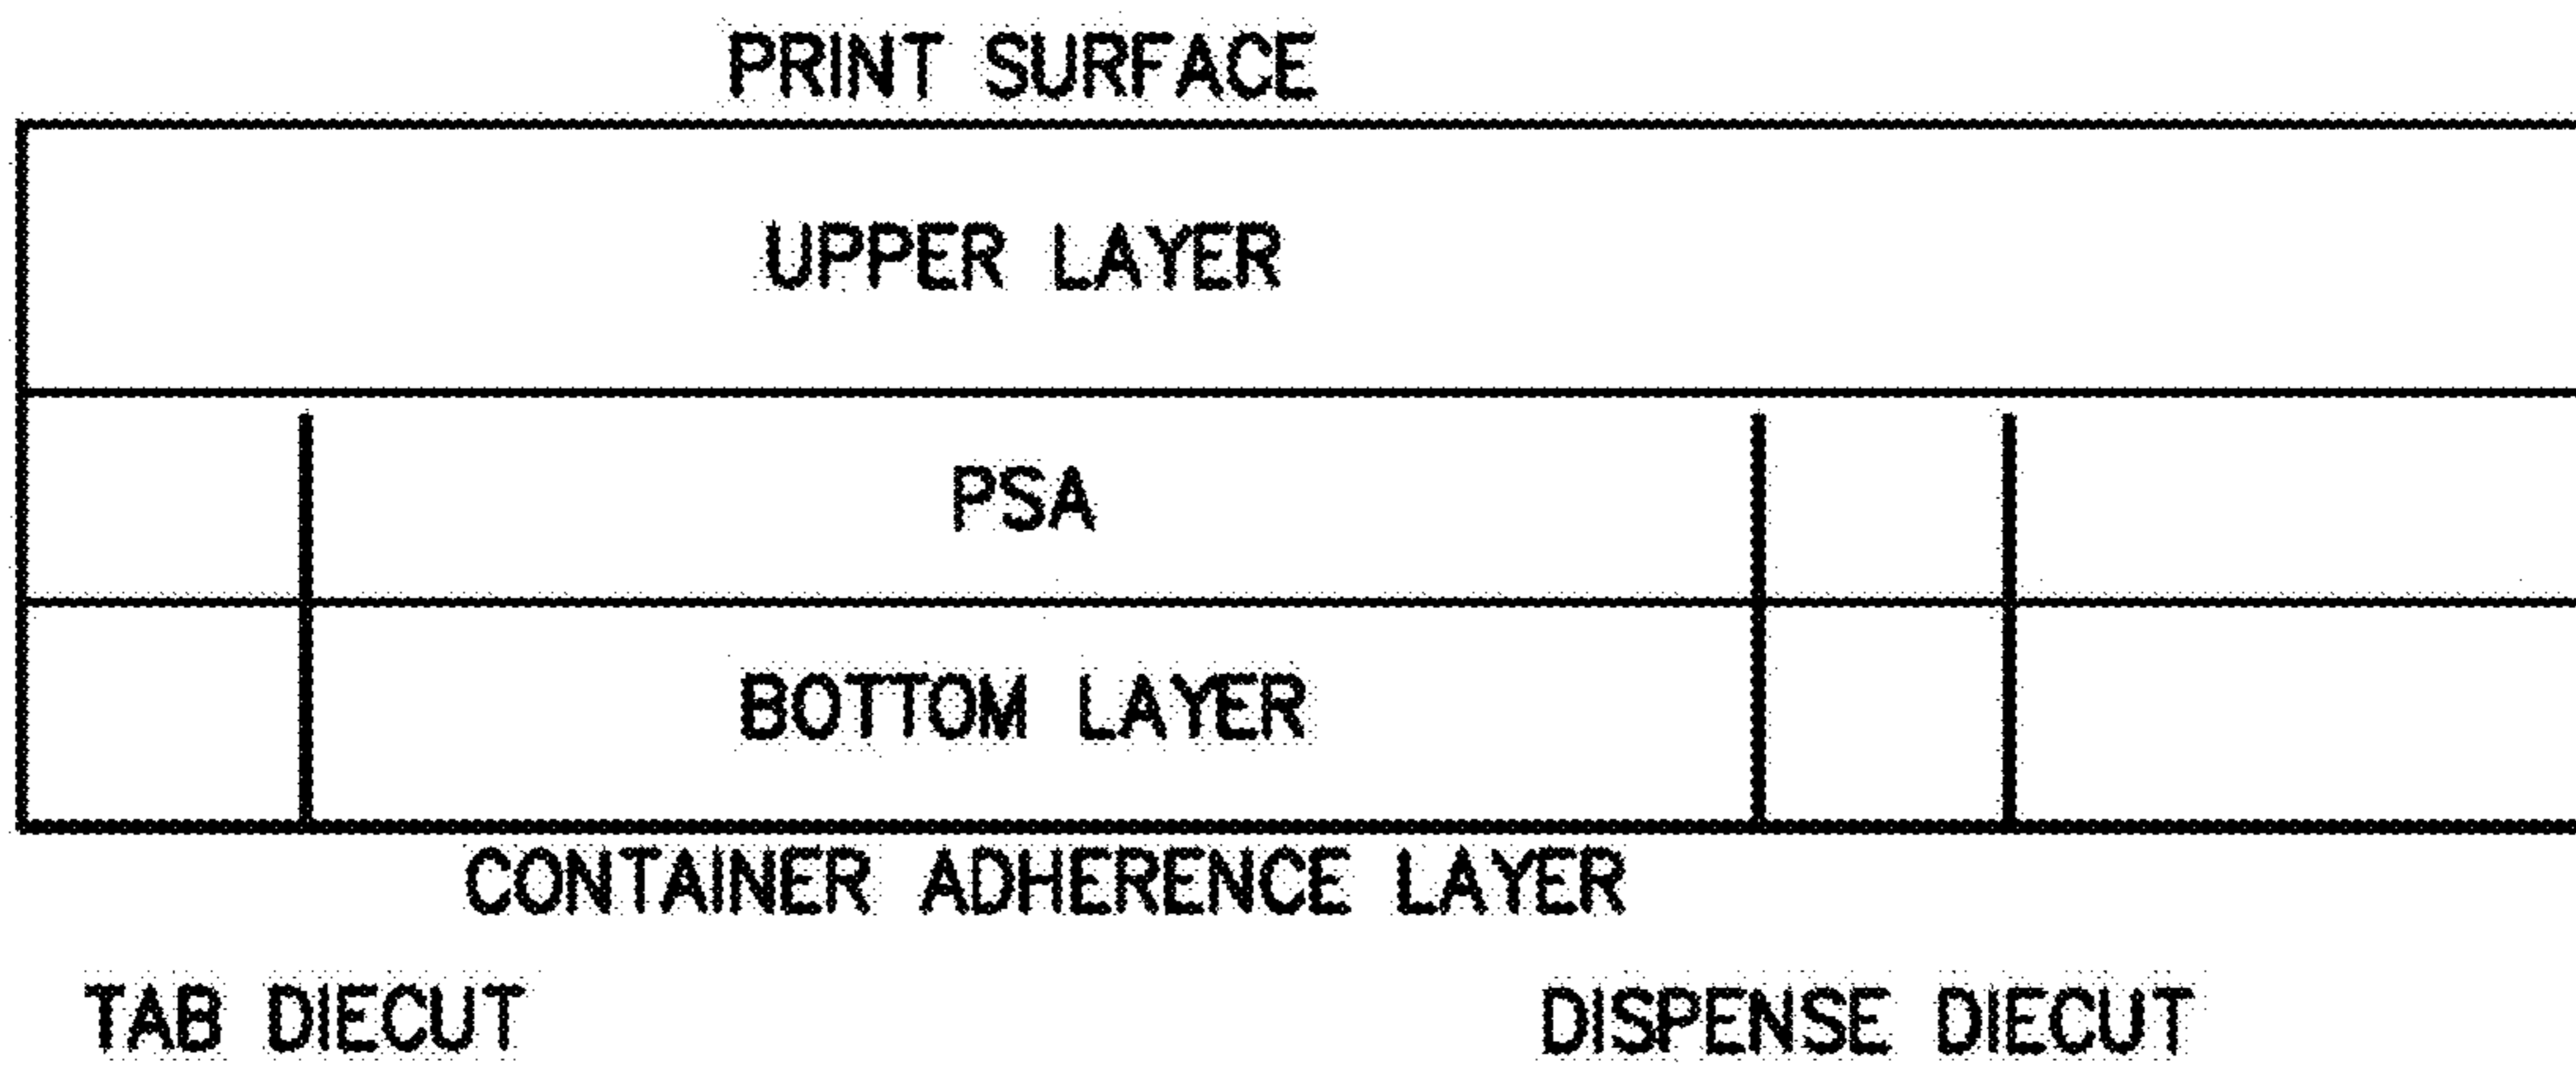 PRINT SURFACE
UPPER LAYER
PSA
BOTTOM LAYER
CONTAINER ADHERENCE LAYER
TAB DIECUT DISPENSE DIECUT